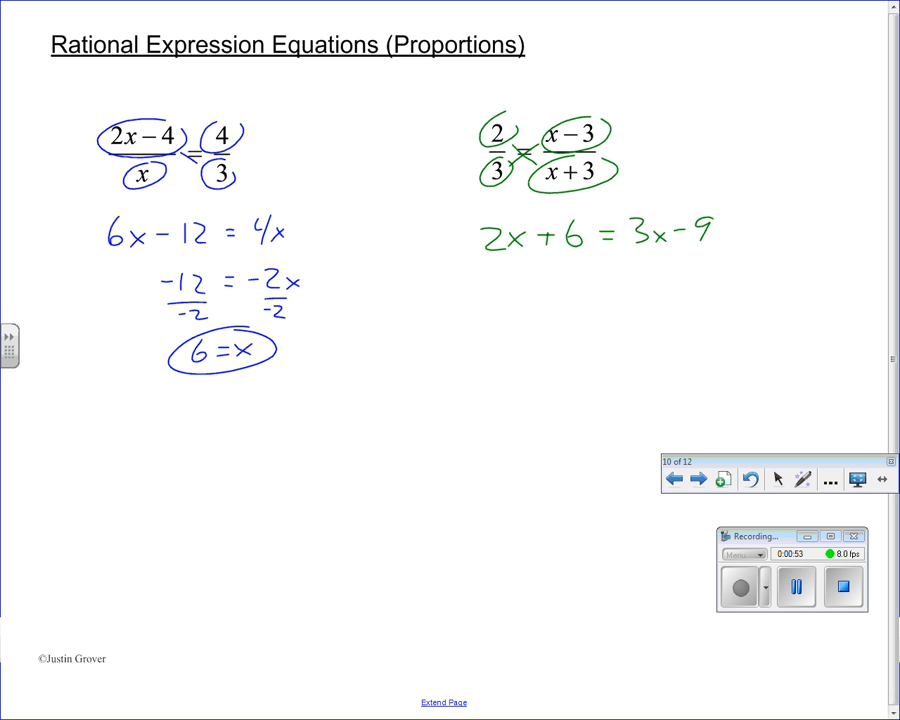 Rational Expression Equations (Proportions)
2x − 4 / x = 4 / 3
6x − 12 = 4x
-12 / -2 = -2x / -2
6 = x
2 / 3 = x − 3 / x + 3
2x + 6 = 3x − 9
10 of 12
...
Recording...
Menu
0:00:53
8.0 fps
©Justin Grover
Extend Page